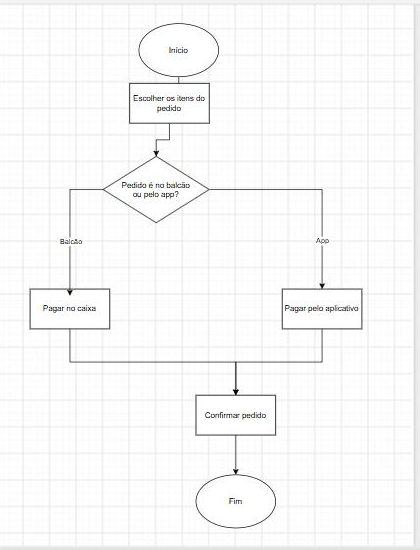 Início
Escolher os itens do
pedido
Pedido é no balcão
ou pelo app?
Balcão
App
Pagar no caixa
Pagar pelo aplicativo
Confirmar pedido
Fim